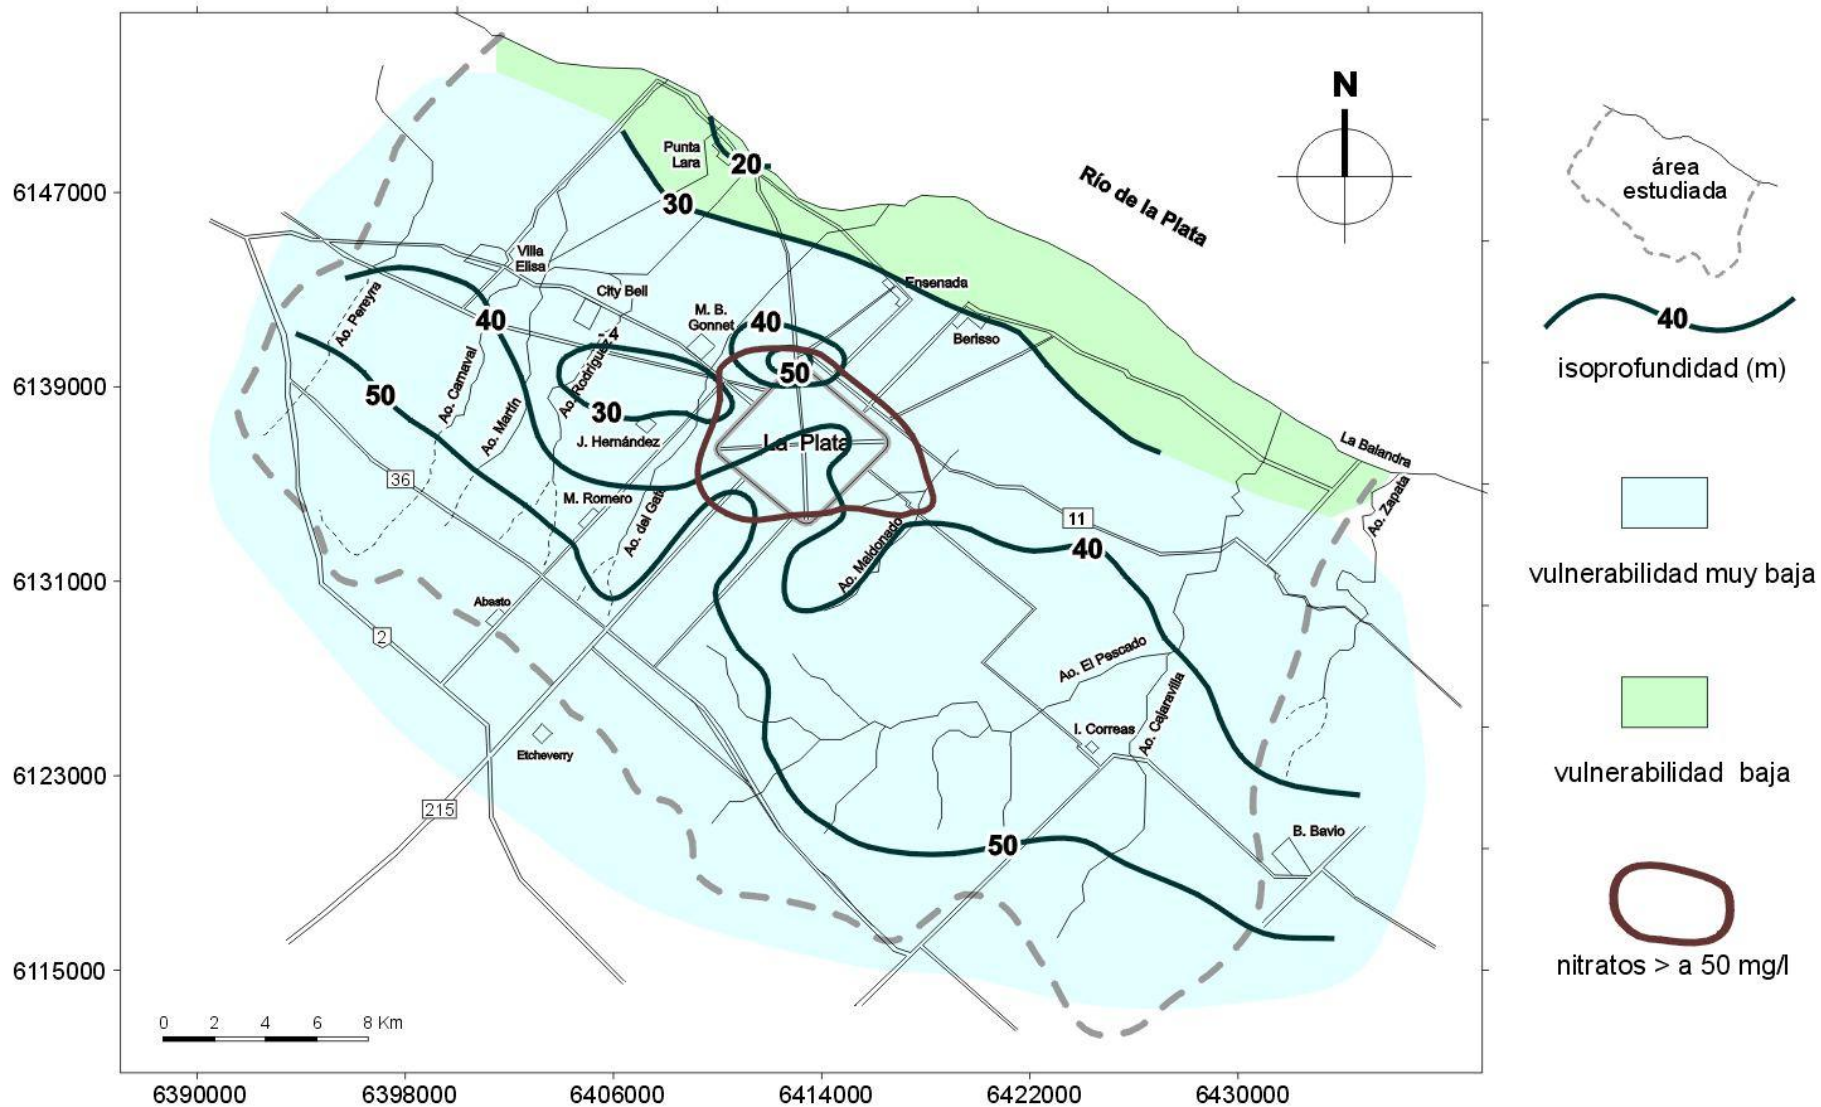 N
Río de la Plata
Punta
Lara
20
30
6147000
Villa
Elisa
City Bell
Ensenada
M. B.
Gonnet
40
40
Berisso
Ao. Pereyra
Ao. Carnaval
Ao. Rodríguez
Ao. Martín
6139000
50
50
30
J. Hernández
La Plata
La Balandra
36
M. Romero
Ao. del Gato
11
Ao. Zapata
40
Ao. Maldonado
6131000
Abasto
2
Ao. El Pescado
Ao. Cajaravilla
I. Correas
Etcheverry
6123000
215
50
B. Bavio
6115000
0 2 4 6 8 Km
6390000 6398000 6406000 6414000 6422000 6430000
área
estudiada
40
isoprofundidad (m)
vulnerabilidad muy baja
vulnerabilidad baja
nitratos > a 50 mg/l